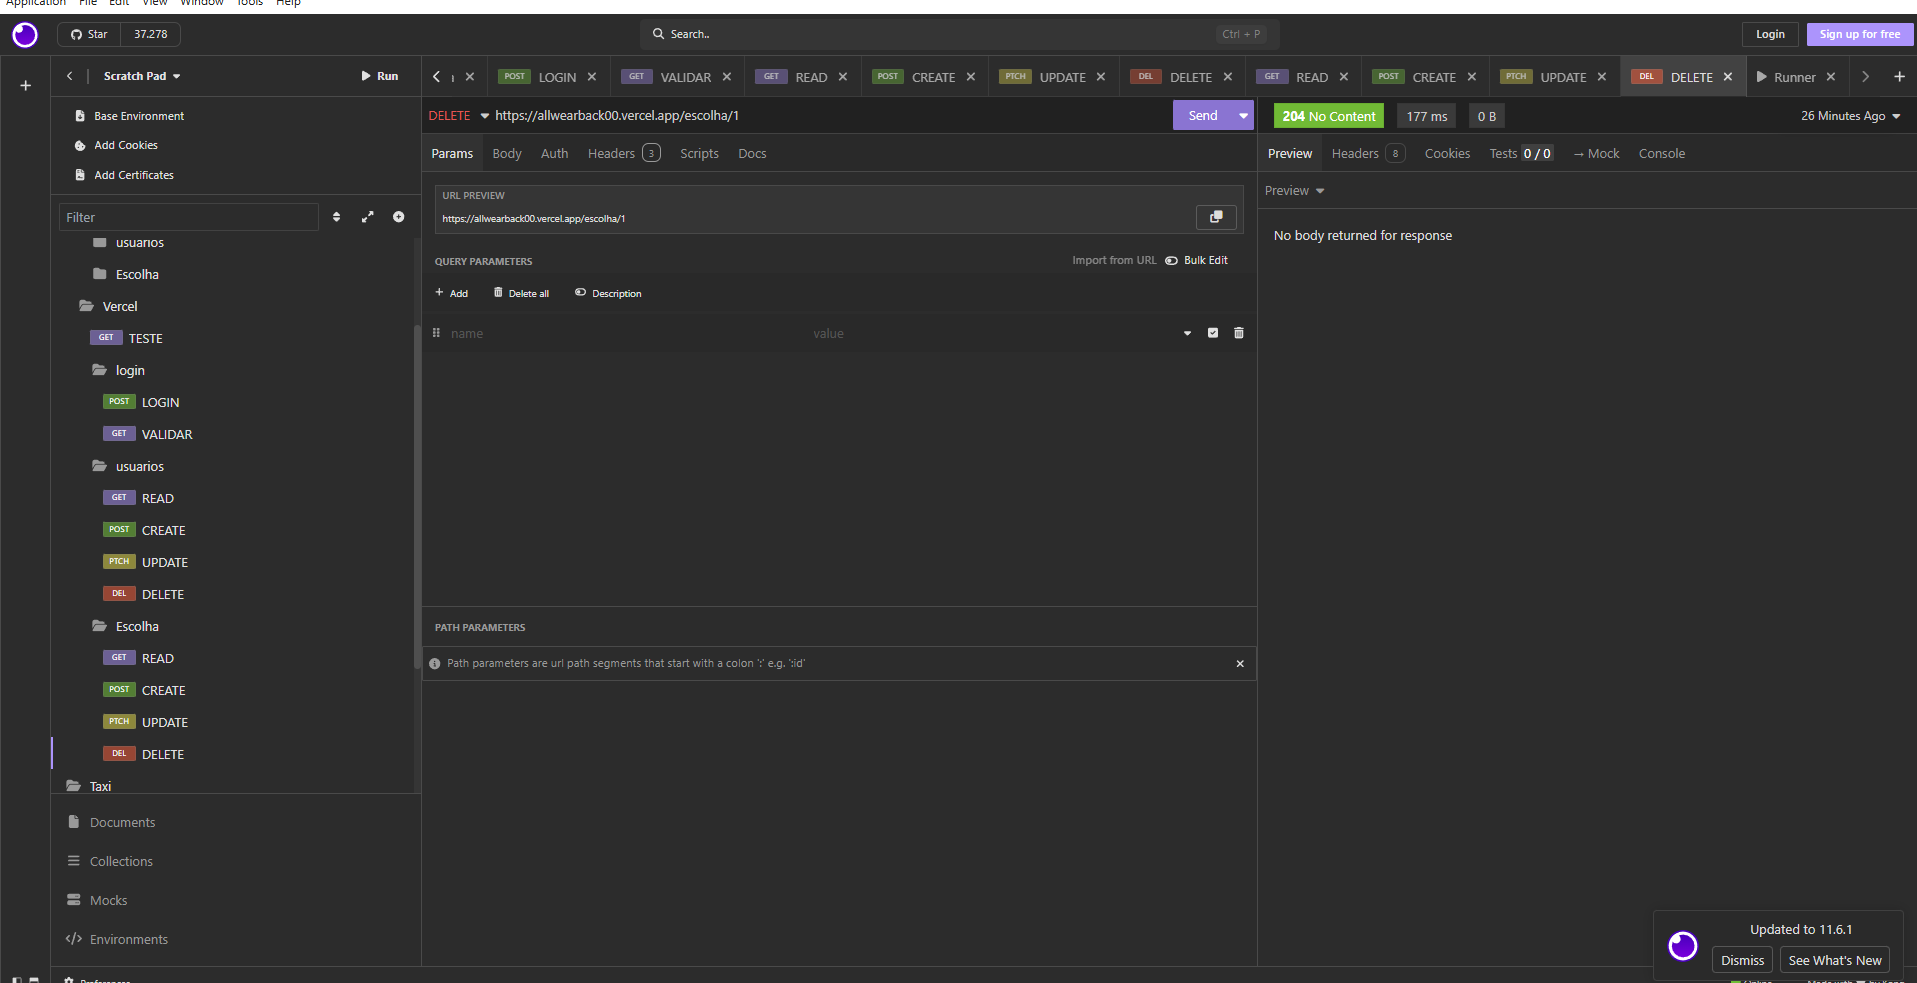 Application File Edit View Window Tools Help
Star 37.278
Search.. Ctrl + P
Login Sign up for free
Scratch Pad Run
POST LOGIN GET VALIDAR GET READ POST CREATE PTCH UPDATE DEL DELETE GET READ POST CREATE PTCH UPDATE DEL DELETE Runner
Base Environment
Add Cookies
Add Certificates
Filter
usuarios
Escolha
Vercel
GET TESTE
login
POST LOGIN
GET VALIDAR
usuarios
GET READ
POST CREATE
PTCH UPDATE
DEL DELETE
Escolha
GET READ
POST CREATE
PTCH UPDATE
DEL DELETE
Taxi
Documents
Collections
Mocks
Environments
Preferences
DELETE https://allwearback00.vercel.app/escolha/1 Send
Params Body Auth Headers 3 Scripts Docs
URL PREVIEW
https://allwearback00.vercel.app/escolha/1
QUERY PARAMETERS Import from URL Bulk Edit
+ Add Delete all Description
name value
PATH PARAMETERS
Path parameters are url path segments that start with a colon ':' e.g. ':id'
204 No Content 177 ms 0 B 26 Minutes Ago
Preview Headers 8 Cookies Tests 0 / 0 → Mock Console
Preview
No body returned for response
Updated to 11.6.1
Dismiss See What's New
Online Made with by Kong